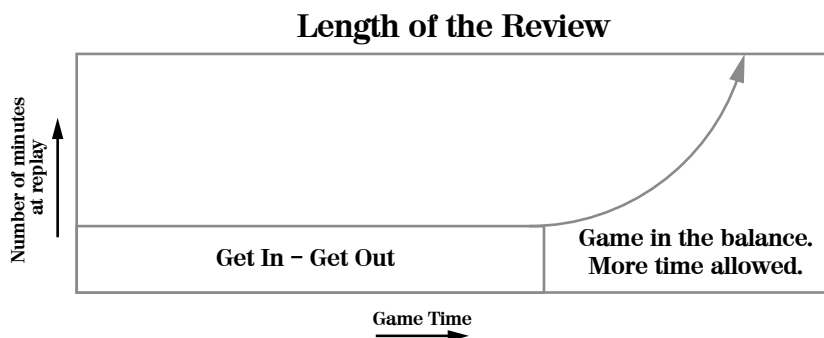 Length of the Review
Number of minutes
at replay
Get In – Get Out
Game in the balance.
More time allowed.
Game Time